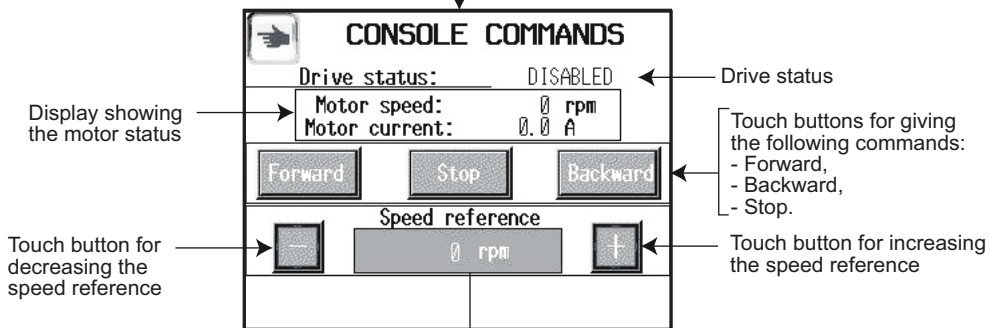 CONSOLE COMMANDS
Drive status: DISABLED
Drive status
Motor speed: 0 rpm
Motor current: 0.0 A
Display showing
the motor status
Touch buttons for giving
the following commands:
- Forward,
- Backward,
- Stop.
Forward Stop Backward
Speed reference
0 rpm
Touch button for
decreasing the
speed reference
Touch button for increasing
the speed reference